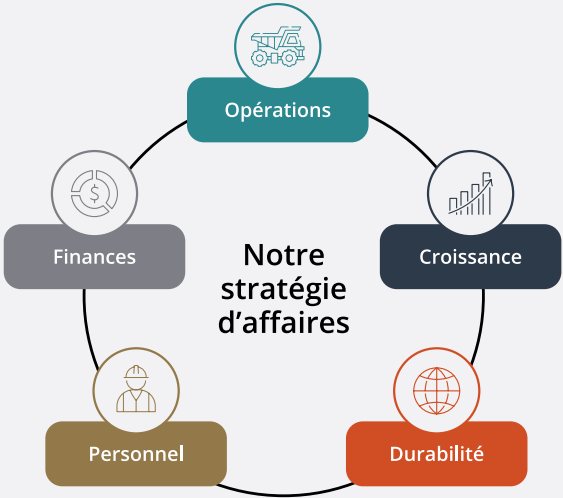 Opérations
Finances
Croissance
Notre
stratégie
d’affaires
Personnel
Durabilité
$